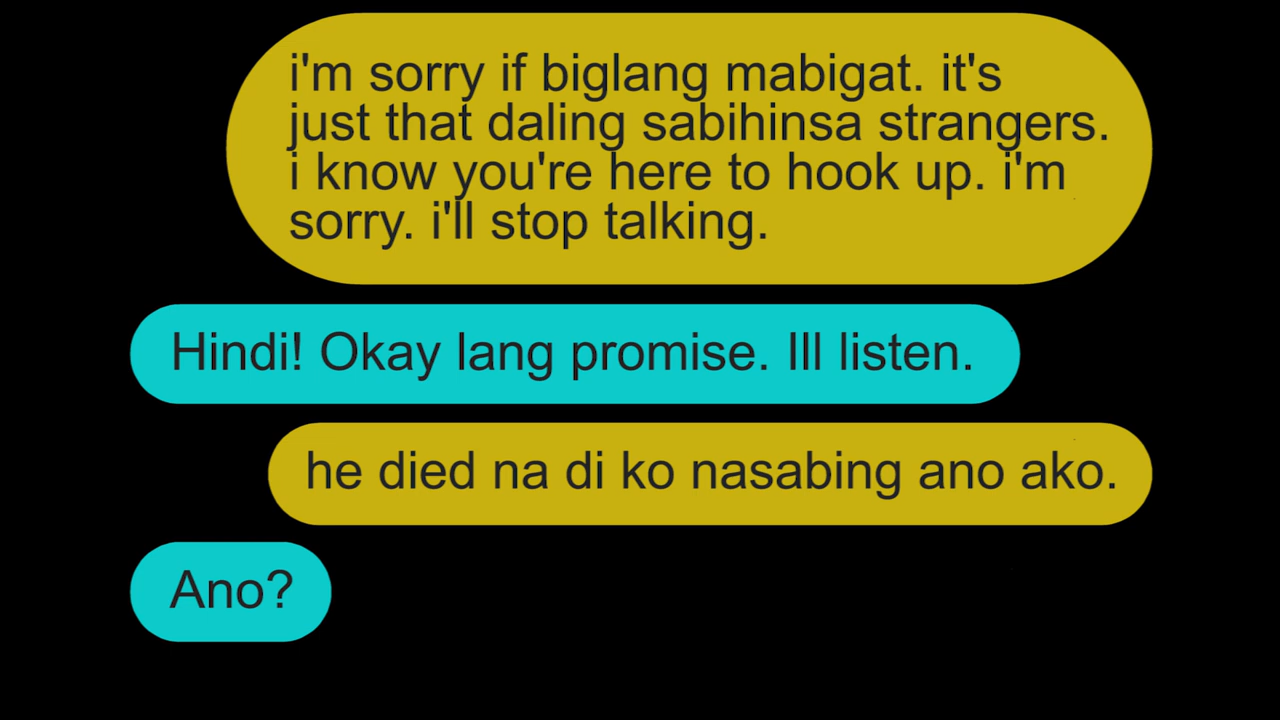 i'm sorry if biglang mabigat. it's
just that daling sabihinsa strangers.
i know you're here to hook up. i'm
sorry. i'll stop talking.
Hindi! Okay lang promise. Ill listen.
he died na di ko nasabing ano ako.
Ano?